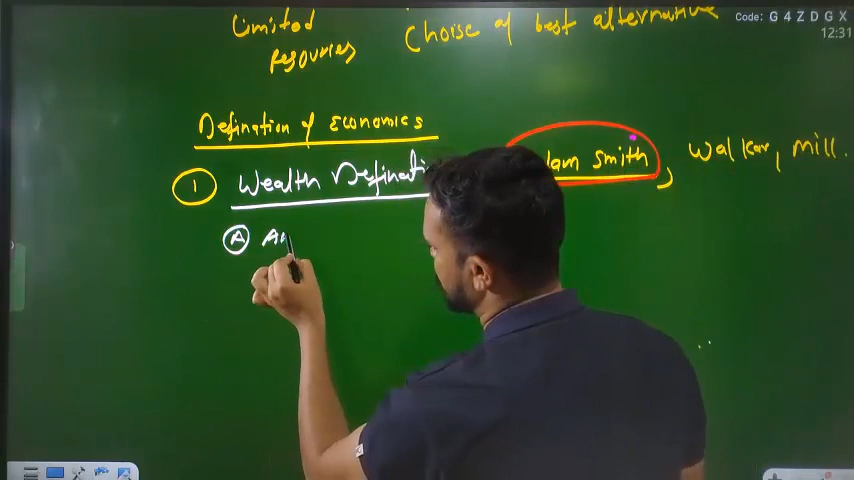 Code: G 4 Z D G X
12:31
Limited resources
Choise of best alternative
Defination of Economics
1 Wealth Definati
dam smith, walkar, mill.
A